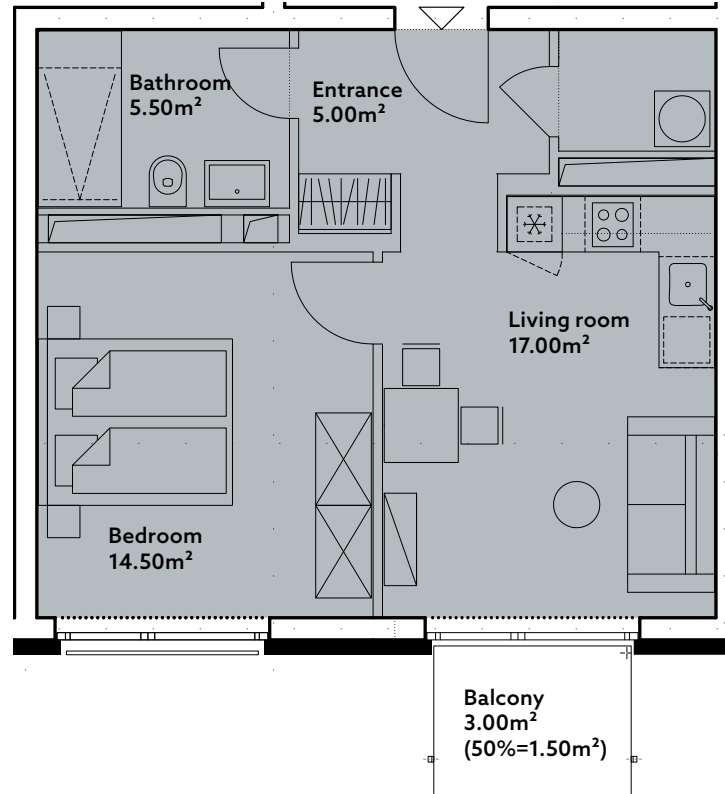 Bathroom
5.50m²
Entrance
5.00m²
Living room
17.00m²
Bedroom
14.50m²
Balcony
3.00m²
(50%=1.50m²)